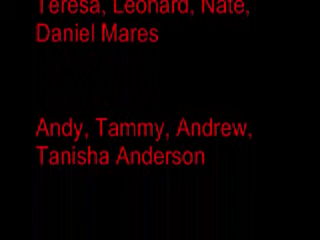 Teresa, Leonard, Nate,
Daniel Mares
Andy, Tammy, Andrew,
Tanisha Anderson